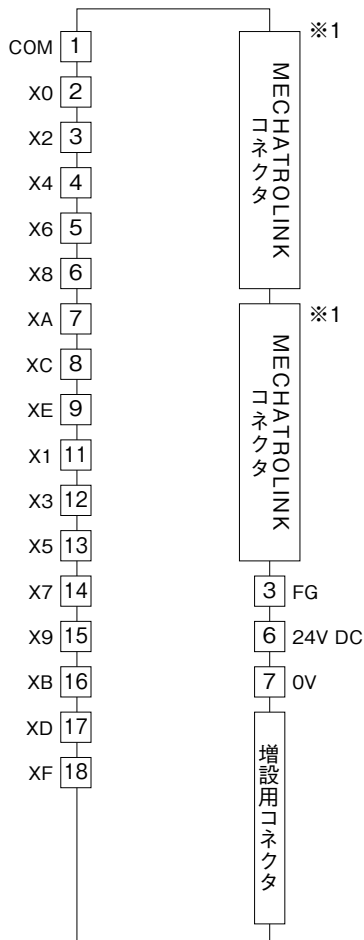 COM 1
X0 2
X2 3
X4 4
X6 5
X8 6
XA 7
XC 8
XE 9
X1 11
X3 12
X5 13
X7 14
X9 15
XB 16
XD 17
XF 18
※1
MECHATROLINK
コネクタ
※1
MECHATROLINK
コネクタ
3 FG
6 24V DC
7 0V
増設用コネクタ